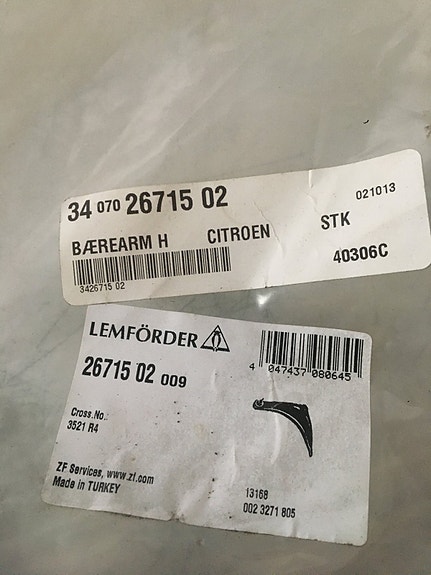 34 070 26715 02
021013
BÆREARM H CITROEN STK
3426715 02
40306C
LEMFÖRDER
26715 02 009
4 047437 080645
Cross.No.:
3521 R4
ZF Services, www.zf.com
Made in TURKEY
13168
002 3271 805